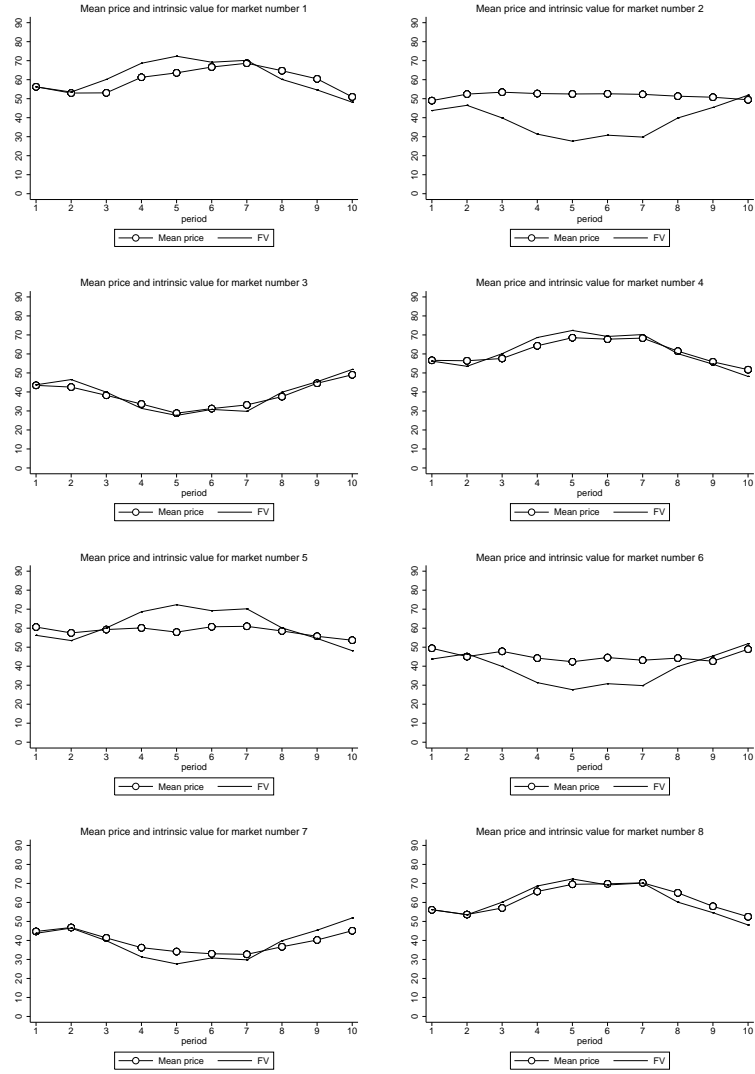 Mean price and intrinsic value for market number 1
90
80
70
60
50
40
30
20
10
0
1 2 3 4 5 6 7 8 9 10
period
Mean price FV
Mean price and intrinsic value for market number 2
90
80
70
60
50
40
30
20
10
0
1 2 3 4 5 6 7 8 9 10
period
Mean price FV
Mean price and intrinsic value for market number 3
90
80
70
60
50
40
30
20
10
0
1 2 3 4 5 6 7 8 9 10
period
Mean price FV
Mean price and intrinsic value for market number 4
90
80
70
60
50
40
30
20
10
0
1 2 3 4 5 6 7 8 9 10
period
Mean price FV
Mean price and intrinsic value for market number 5
90
80
70
60
50
40
30
20
10
0
1 2 3 4 5 6 7 8 9 10
period
Mean price FV
Mean price and intrinsic value for market number 6
90
80
70
60
50
40
30
20
10
0
1 2 3 4 5 6 7 8 9 10
period
Mean price FV
Mean price and intrinsic value for market number 7
90
80
70
60
50
40
30
20
10
0
1 2 3 4 5 6 7 8 9 10
period
Mean price FV
Mean price and intrinsic value for market number 8
90
80
70
60
50
40
30
20
10
0
1 2 3 4 5 6 7 8 9 10
period
Mean price FV